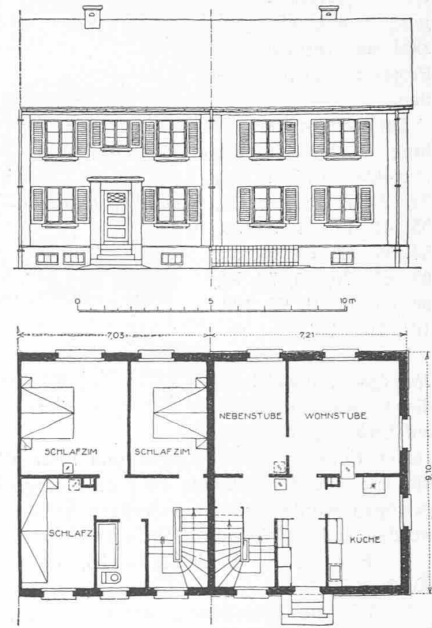 0 5 10 m
7,03 7,21
NEBENSTUBE WOHNSTUBE
SCHLAFZIM SCHLAFZIM.
9,10
SCHLAFZ.
KÜCHE
A A
B B